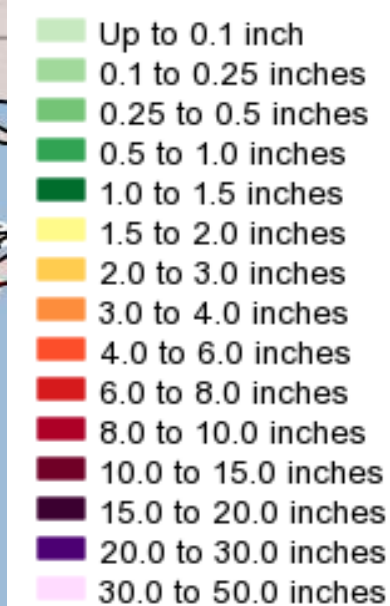 Up to 0.1 inch
0.1 to 0.25 inches
0.25 to 0.5 inches
0.5 to 1.0 inches
1.0 to 1.5 inches
1.5 to 2.0 inches
2.0 to 3.0 inches
3.0 to 4.0 inches
4.0 to 6.0 inches
6.0 to 8.0 inches
8.0 to 10.0 inches
10.0 to 15.0 inches
15.0 to 20.0 inches
20.0 to 30.0 inches
30.0 to 50.0 inches